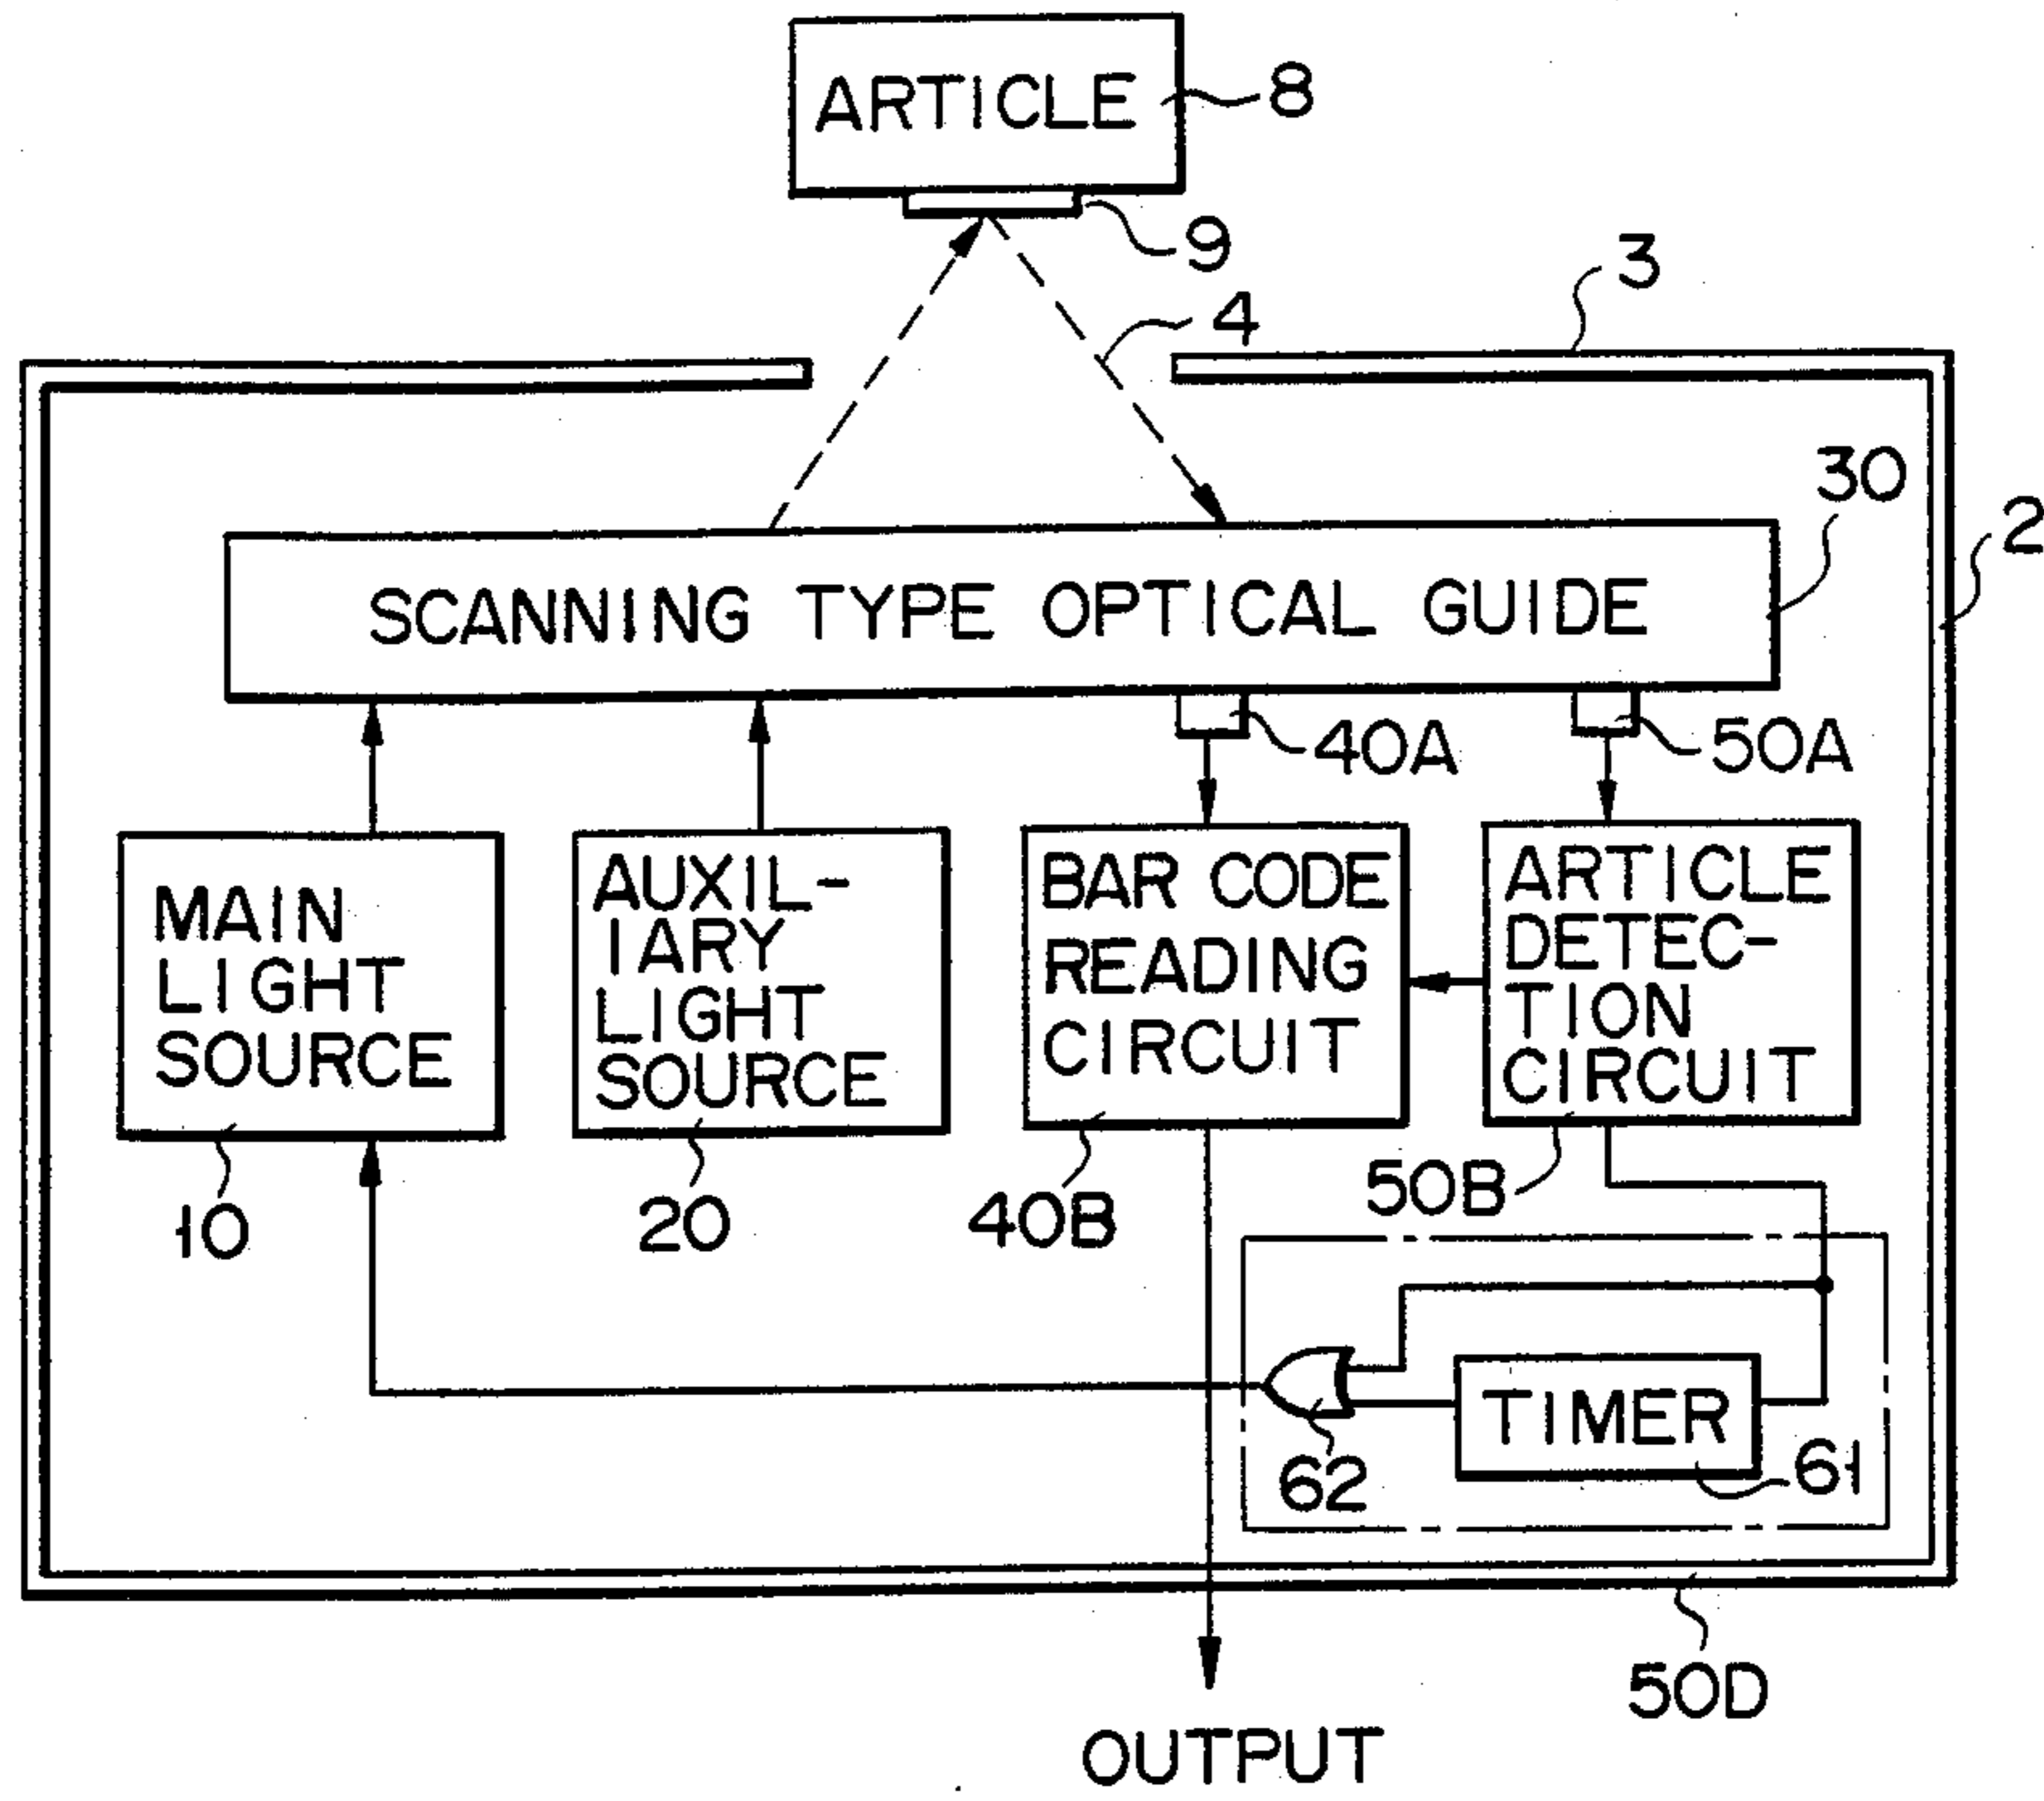 ARTICLE
8
9
3
4
30
2
SCANNING TYPE OPTICAL GUIDE
40A
50A
MAIN
LIGHT
SOURCE
AUXIL-
IARY
LIGHT
SOURCE
BAR CODE
READING
CIRCUIT
ARTICLE
DETEC-
TION
CIRCUIT
10
20
40B
50B
TIMER
62
61
50D
OUTPUT